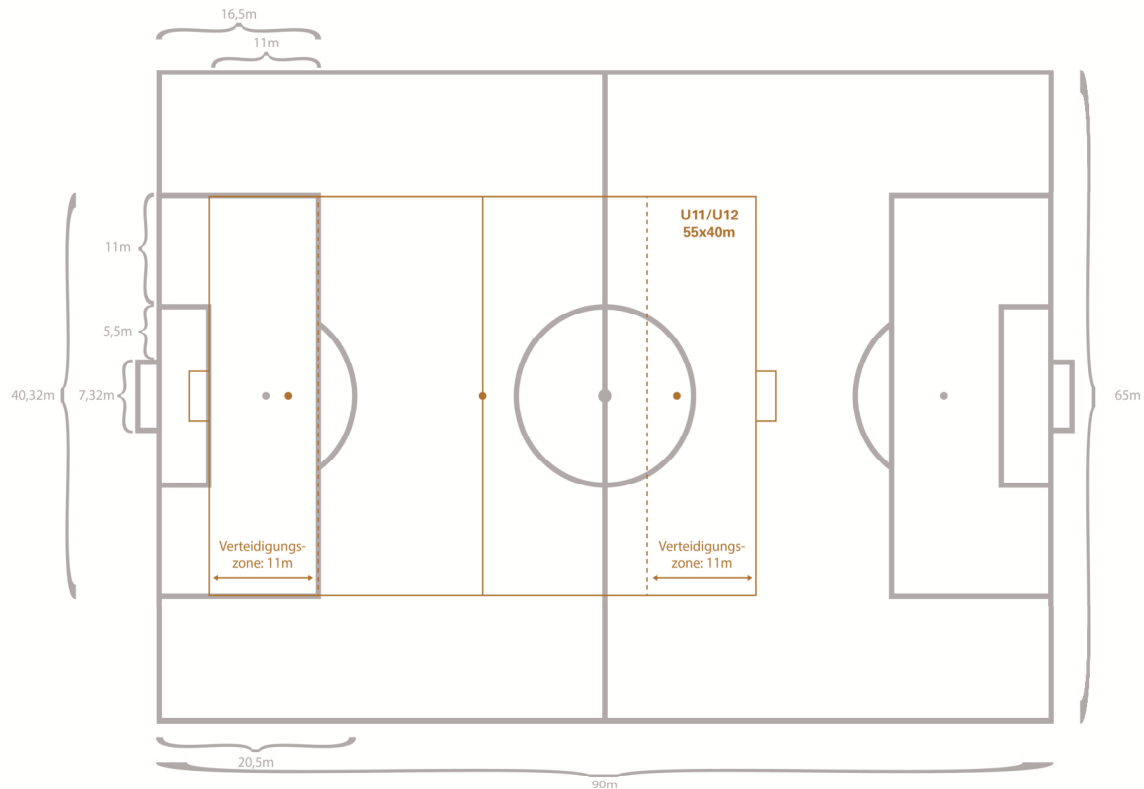 16,5m
11m
U11/U12
55x40m
11m
5,5m
40,32m
7,32m
65m
Verteidigungs-
zone: 11m
Verteidigungs-
zone: 11m
20,5m
90m